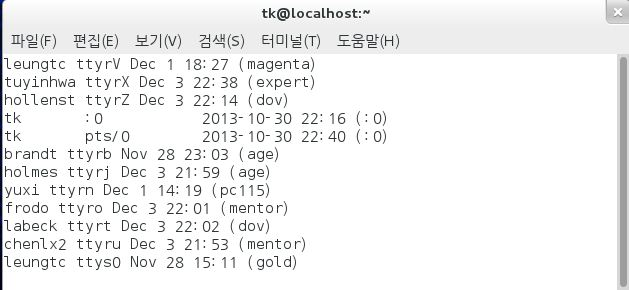 tk@localhost:~
파일(F) 편집(E) 보기(V) 검색(S) 터미널(T) 도움말(H)
leungtc ttyrV Dec 1 18:27 (magenta)
tuyinhwa ttyrX Dec 3 22:38 (expert)
hollenst ttyrZ Dec 3 22:14 (dov)
tk       :0           2013-10-30 22:16 (:0)
tk       pts/0        2013-10-30 22:40 (:0)
brandt ttyrb Nov 28 23:03 (age)
holmes ttyrj Dec 3 21:59 (age)
yuxi ttyrn Dec 1 14:19 (pc115)
frodo ttyro Dec 3 22:01 (mentor)
labeck ttyrt Dec 3 22:02 (dov)
chenlx2 ttyru Dec 3 21:53 (mentor)
leungtc ttys0 Nov 28 15:11 (gold)